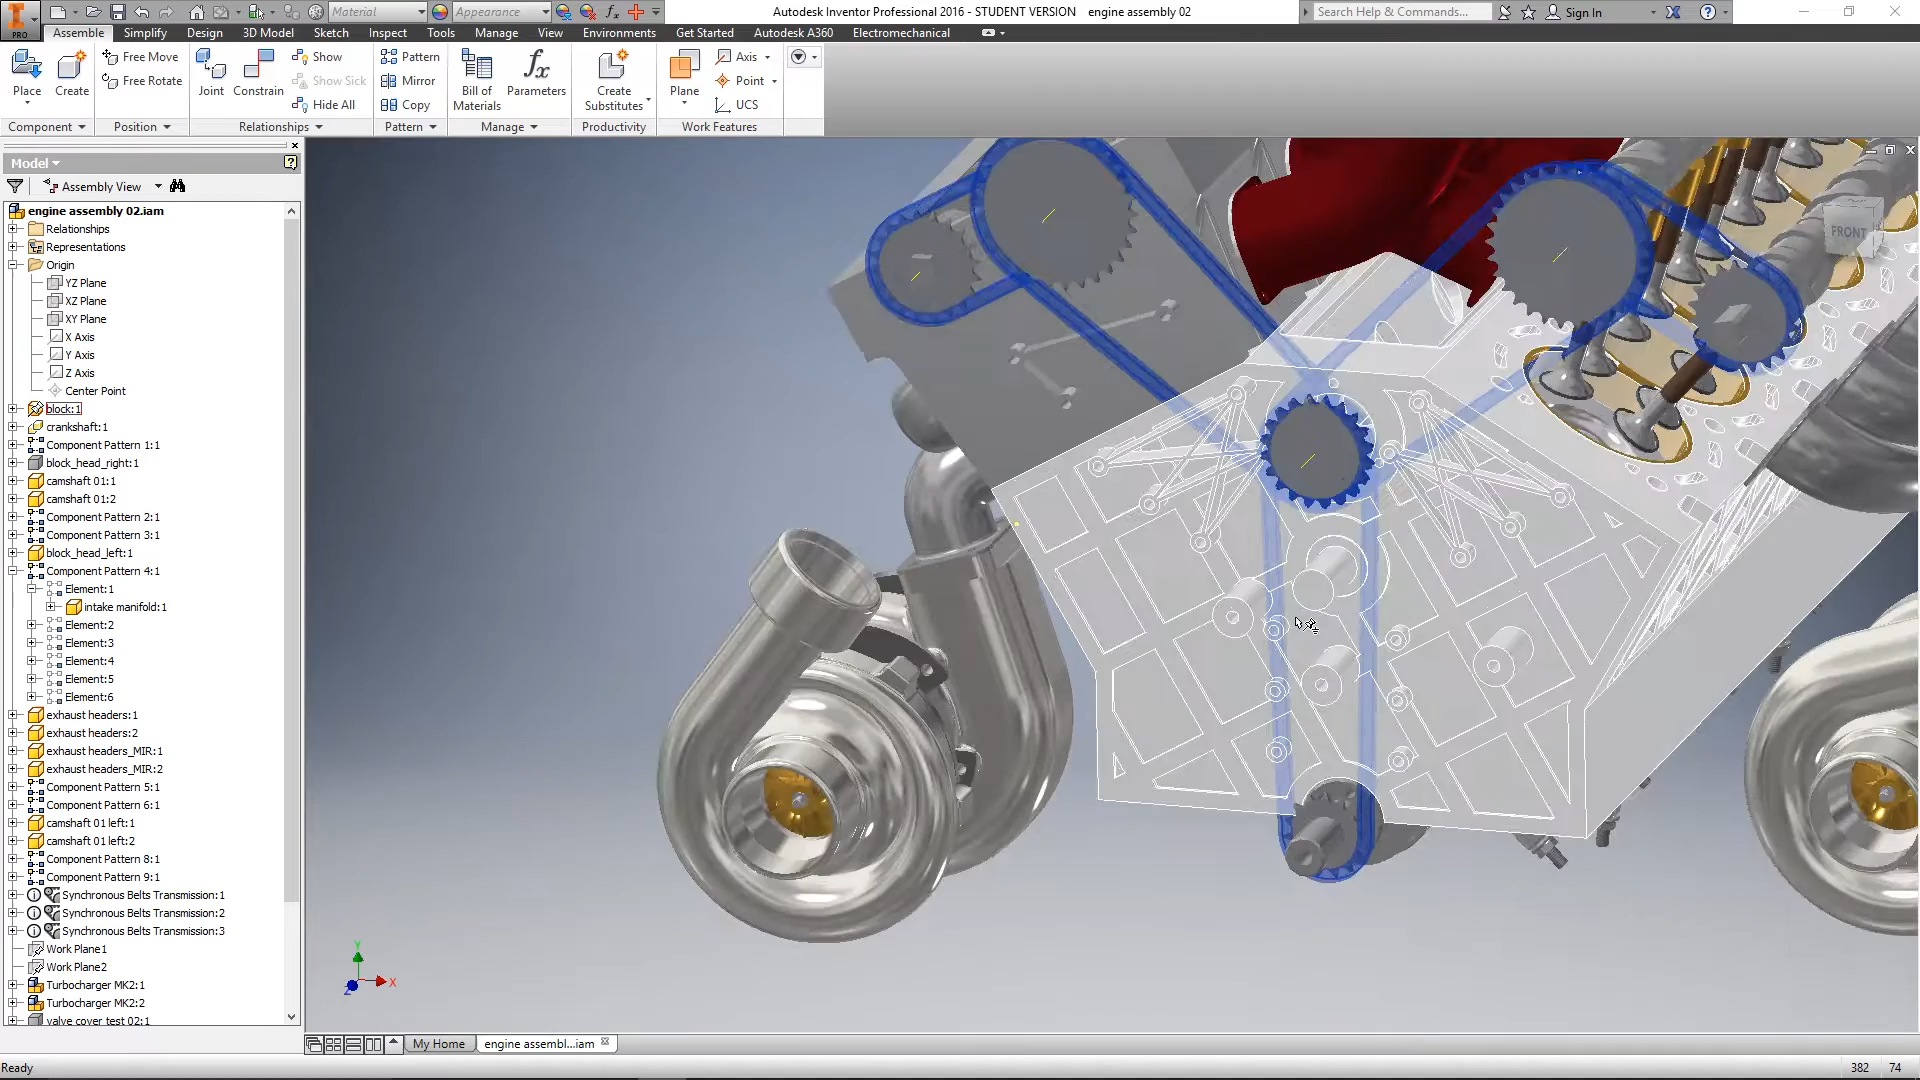 Material
Appearance
Autodesk Inventor Professional 2016 - STUDENT VERSION engine assembly 02
Search Help & Commands...
Sign In
PRO
Assemble
Simplify
Design
3D Model
Sketch
Inspect
Tools
Manage
View
Environments
Get Started
Autodesk A360
Electromechanical
Place
Create
Free Move
Free Rotate
Joint
Constrain
Show
Show Sick
Hide All
Pattern
Mirror
Copy
Bill of
Materials
Parameters
Create
Substitutes
Plane
Axis
Point
UCS
Component
Position
Relationships
Pattern
Manage
Productivity
Work Features
Model
Assembly View
engine assembly 02.iam
Relationships
Representations
Origin
YZ Plane
XZ Plane
XY Plane
X Axis
Y Axis
Z Axis
Center Point
block:1
crankshaft:1
Component Pattern 1:1
block_head_right:1
camshaft 01:1
camshaft 01:2
Component Pattern 2:1
Component Pattern 3:1
block_head_left:1
Component Pattern 4:1
Element:1
intake manifold:1
Element:2
Element:3
Element:4
Element:5
Element:6
exhaust headers:1
exhaust headers:2
exhaust headers_MIR:1
exhaust headers_MIR:2
Component Pattern 5:1
Component Pattern 6:1
camshaft 01 left:1
camshaft 01 left:2
Component Pattern 8:1
Component Pattern 9:1
Synchronous Belts Transmission:1
Synchronous Belts Transmission:2
Synchronous Belts Transmission:3
Work Plane1
Work Plane2
Turbocharger MK2:1
Turbocharger MK2:2
valve cover test 02:1
FRONT
Y
X
Z
My Home
engine assembl...iam
Ready
382
74